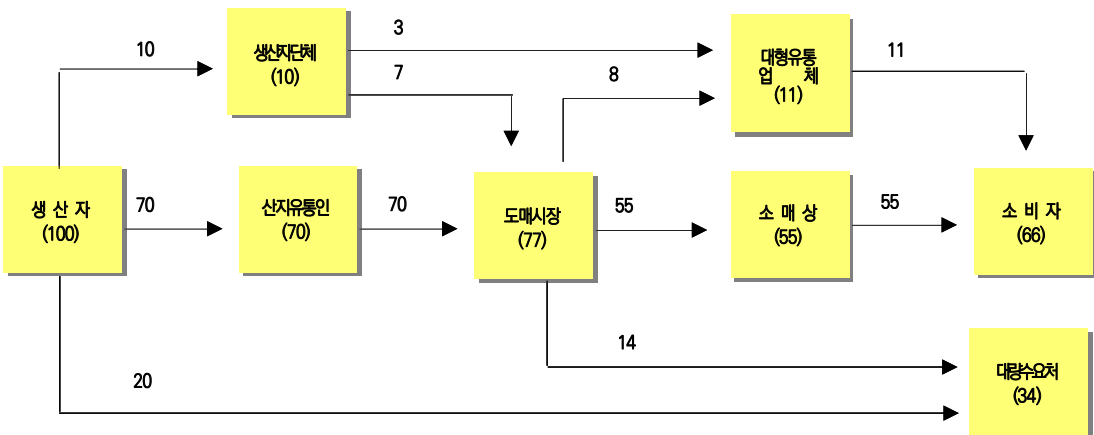 10
생산자단체
(10)
3
7
8
대형유통
업 체
(11)
11
생 산 자
(100)
70
산지유통인
(70)
70
도매시장
(77)
55
소 매 상
(55)
55
소 비 자
(66)
14
20
대량수요처
(34)